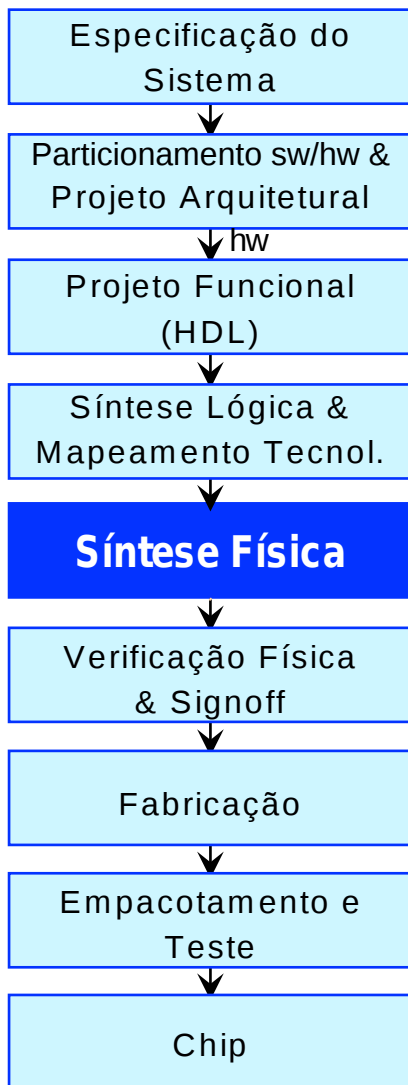 Especificação do
Sistema
Particionamento sw/hw &
Projeto Arquitetural
hw
Projeto Funcional
(HDL)
Síntese Lógica &
Mapeamento Tecnol.
Síntese Física
Verificação Física
& Signoff
Fabricação
Empacotamento e
Teste
Chip